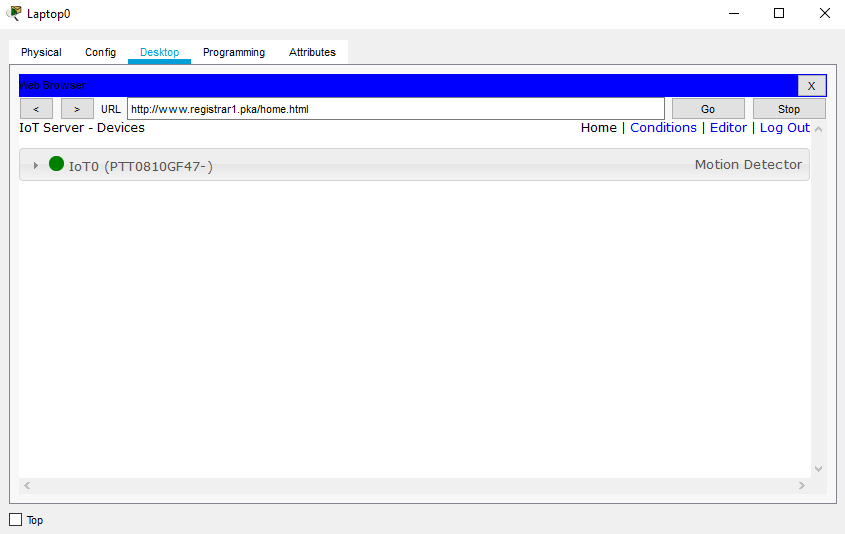 Laptop0
Physical Config Desktop Programming Attributes
Web Browser X
< > URL http://www.registrar1.pka/home.html Go Stop
IoT Server - Devices Home | Conditions | Editor | Log Out
IoT0 (PTT0810GF47-) Motion Detector
Top